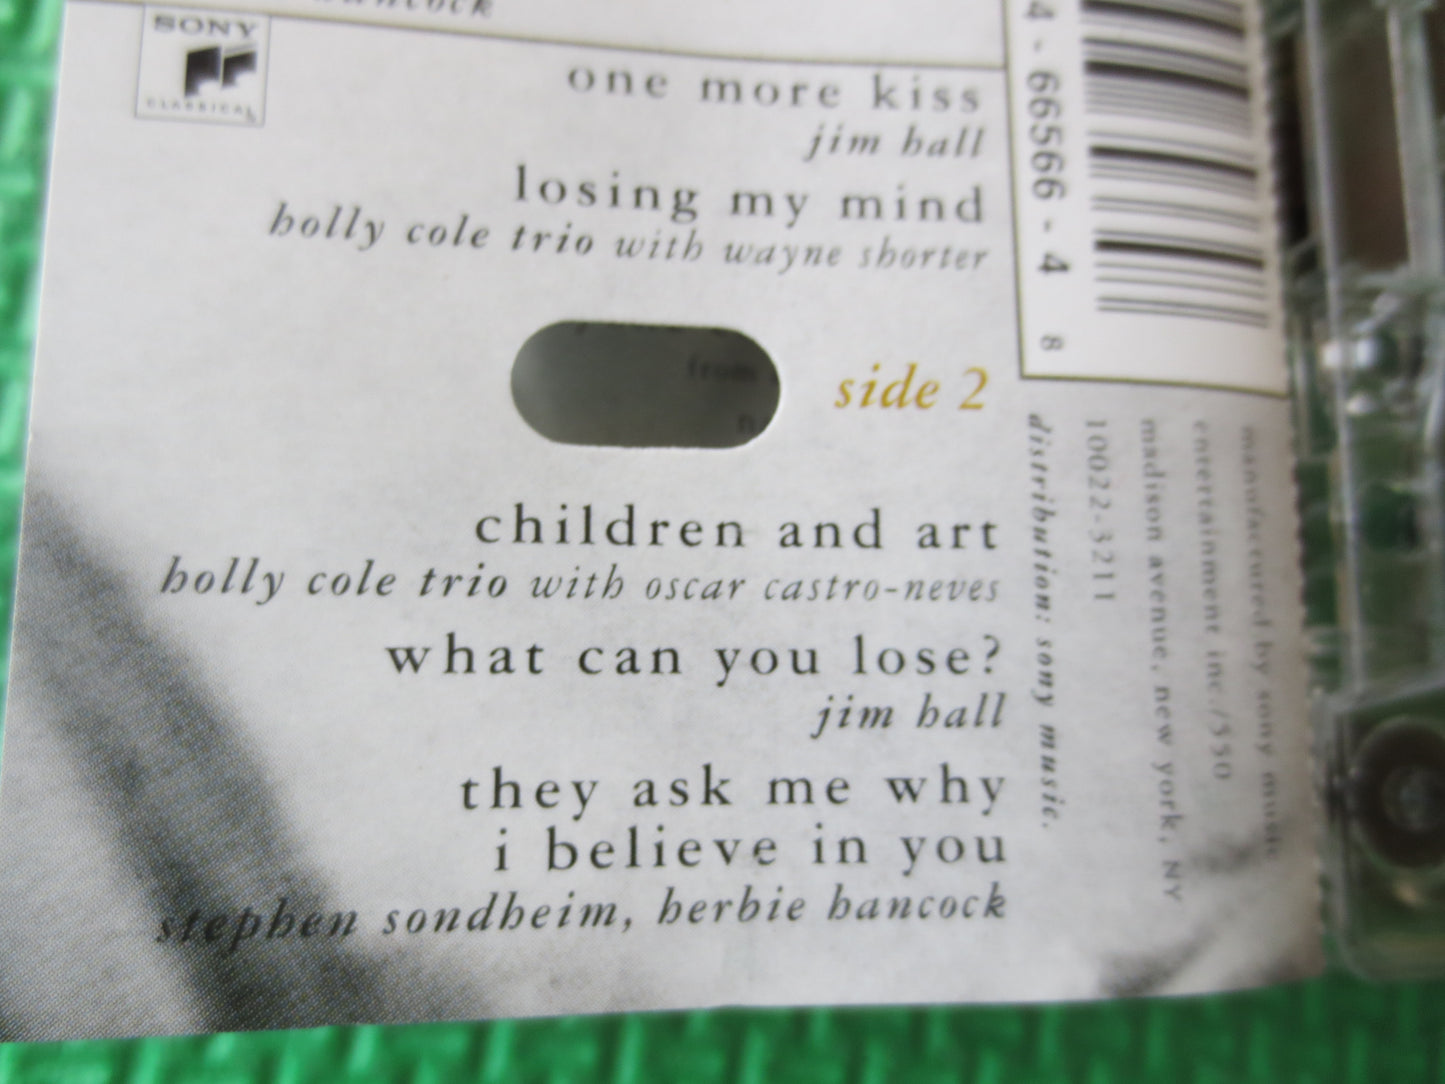 hancock
SONY
CLASSICAL
one more kiss
jim hall
losing my mind
holly cole trio with wayne shorter
side 2
children and art
holly cole trio with oscar castro-neves
what can you lose?
jim hall
they ask me why
i believe in you
stephen sondheim, herbie hancock
4 - 66566 - 4 8
manufactured by sony music
entertainment inc./550
madison avenue, new york, NY
10022-3211
distribution: sony music.
from